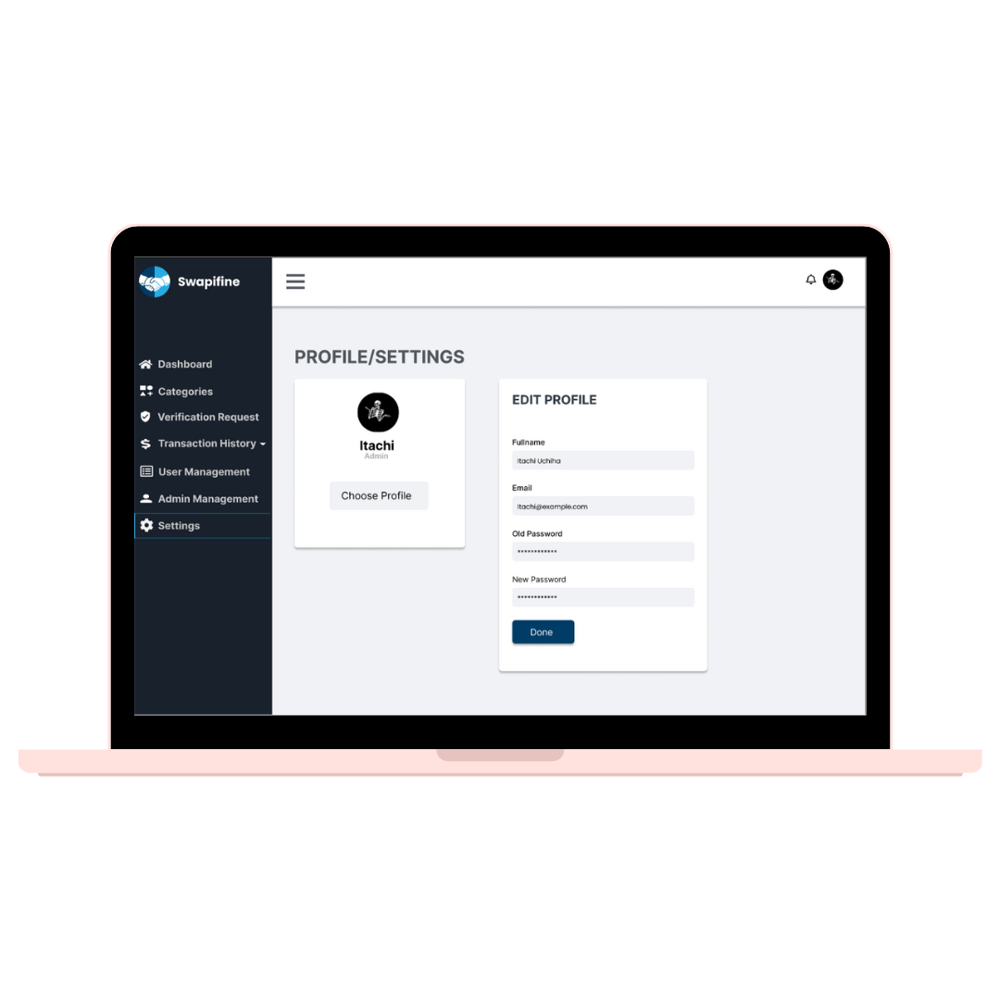 Swapifine
Dashboard
Categories
Verification Request
Transaction History
User Management
Admin Management
Settings
PROFILE/SETTINGS
Itachi
Admin
Choose Profile
EDIT PROFILE
Fullname
Itachi Uchiha
Email
Itachi@example.com
Old Password
************
New Password
************
Done